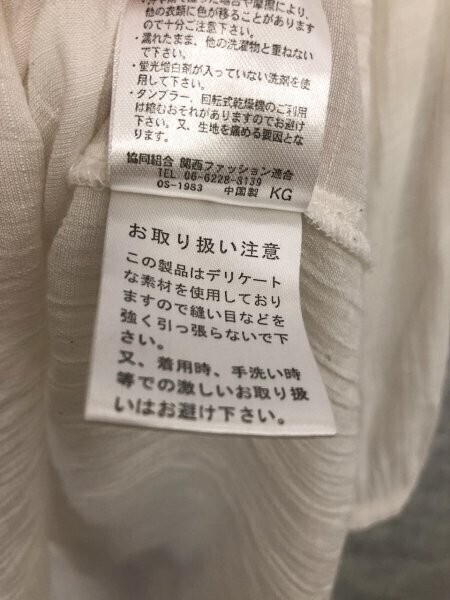 他の衣類に色が移ることがあります
ので十分ご注意下さい。
・濡れたまま、他の洗濯物と重ねない
で下さい。
・蛍光増白剤が入っていない洗剤を使
用して下さい。
・タンブラー、回転式乾燥機のご利用
は縮むおそれがありますのでお避け
下さい。又、生地を痛める要因とな
ります。
協同組合 関西ファッション連合
TEL 06-6228-8139
OS-1983 中国製 KG
お取り扱い注意
この製品はデリケート
な素材を使用しており
ますので縫い目などを
強く引っ張らないで下
さい。
又、着用時、手洗い時
等での激しいお取り扱
いはお避け下さい。